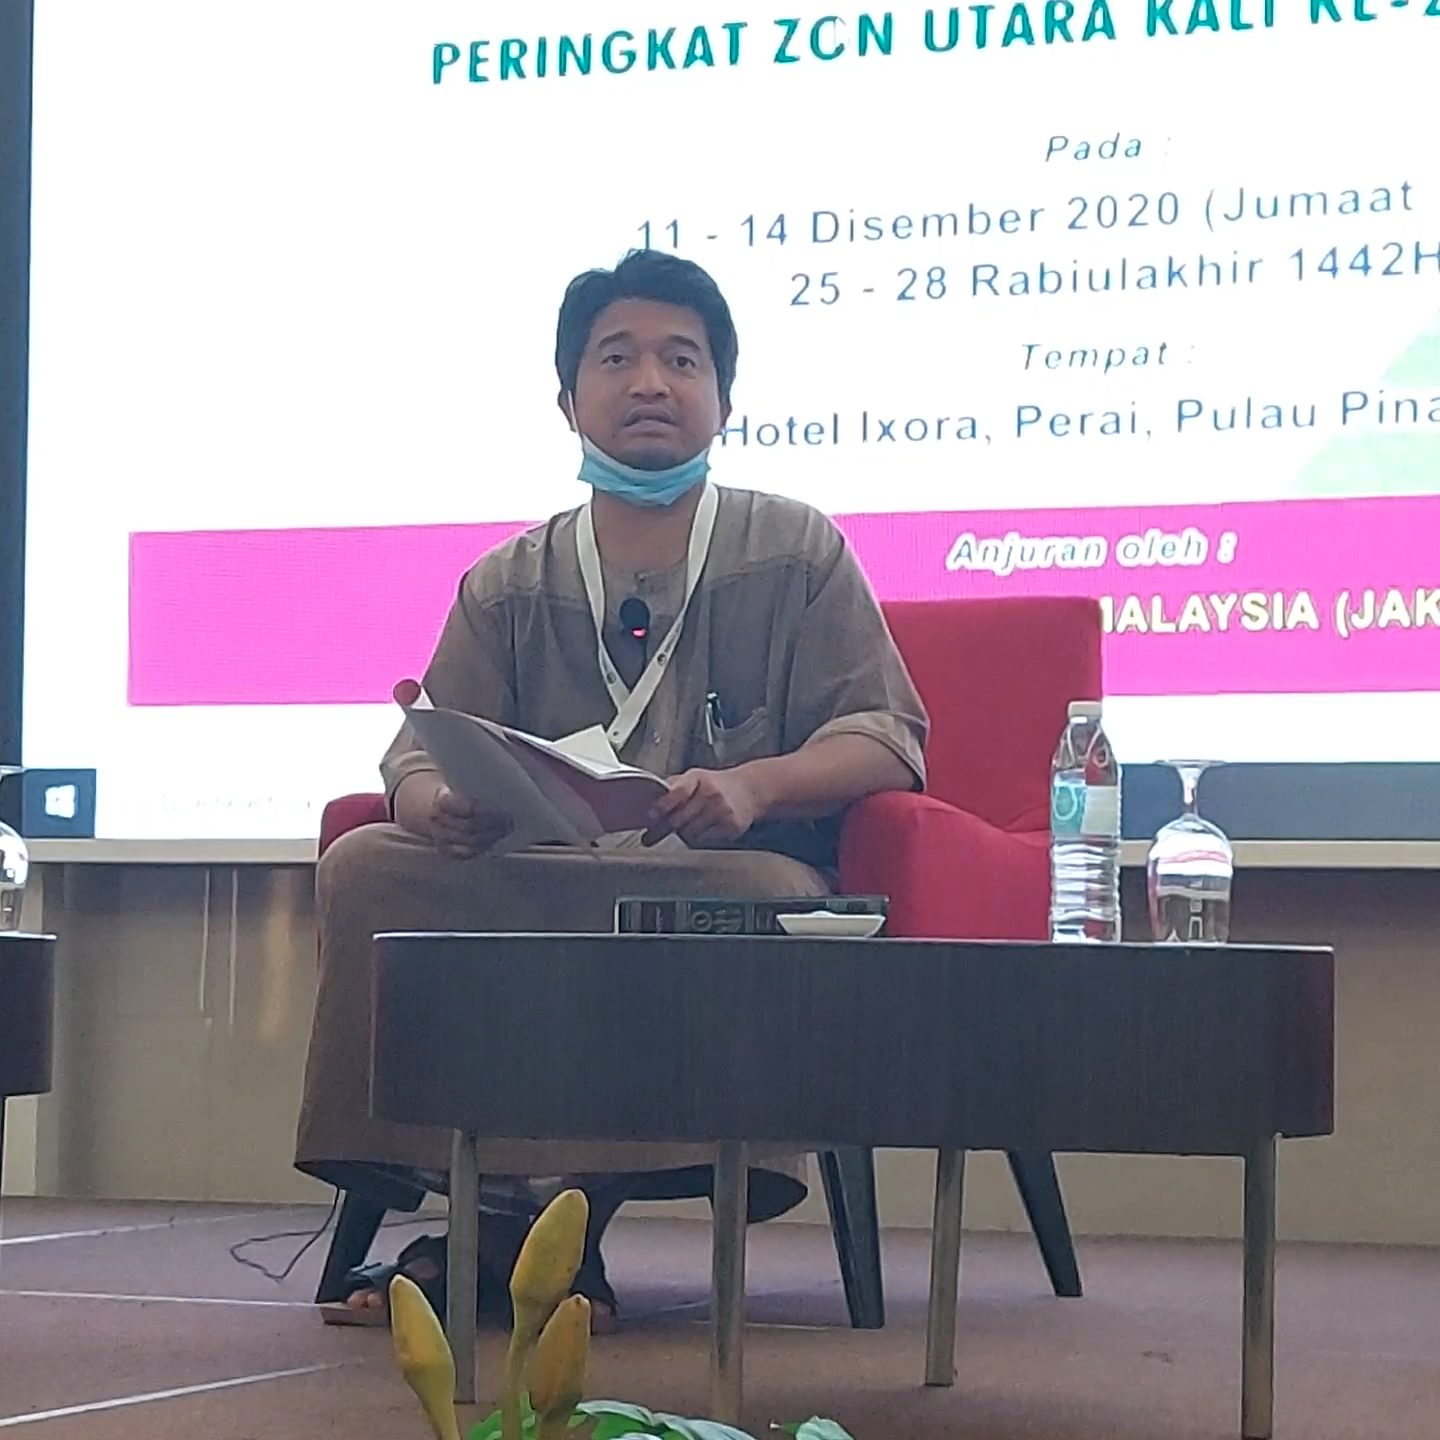 PERINGKAT ZON UTARA KALI KE-2
Pada :
11 - 14 Disember 2020 (Jumaat
25 - 28 Rabiulakhir 1442H
Tempat :
Hotel Ixora, Perai, Pulau Pina
Anjuran oleh :
MALAYSIA (JAK